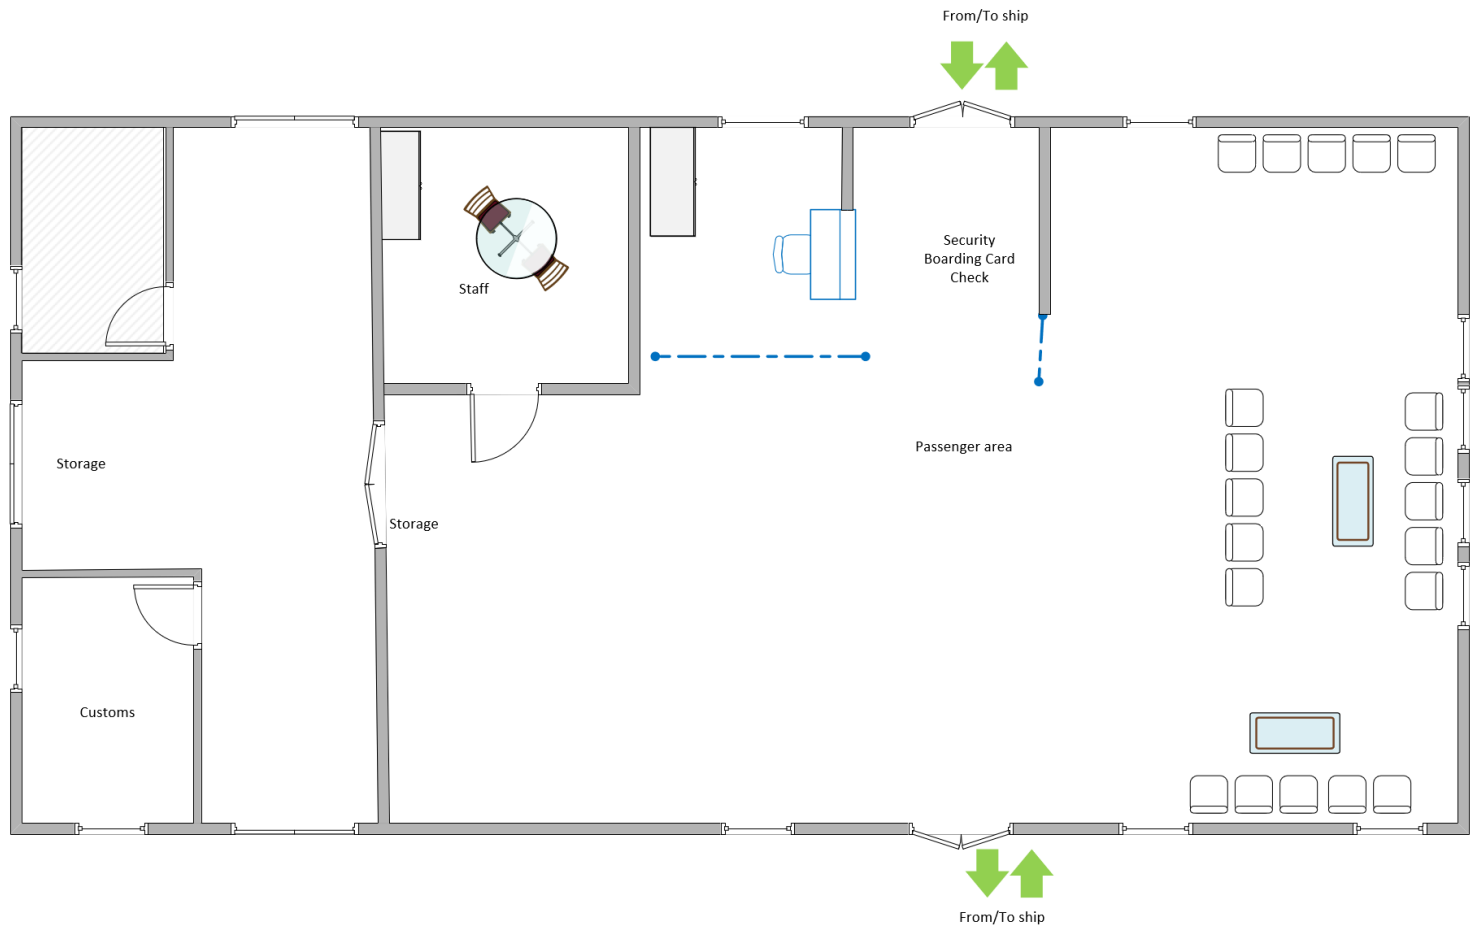 From/To ship
Security
Boarding Card
Check
Staff
Passenger area
Storage
Storage
Customs
From/To ship